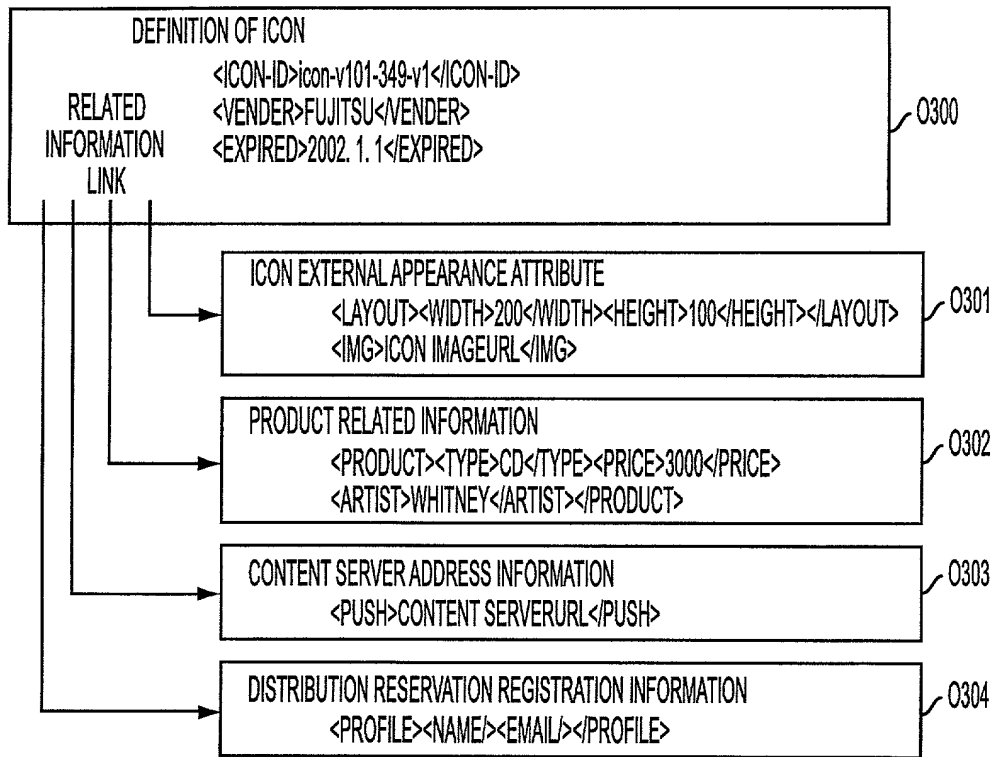 DEFINITION OF ICON
<ICON-ID>icon-v101-349-v1</ICON-ID>
<VENDER>FUJITSU</VENDER>
<EXPIRED>2002. 1. 1</EXPIRED>
RELATED
INFORMATION
LINK
O300
ICON EXTERNAL APPEARANCE ATTRIBUTE
<LAYOUT><WIDTH>200</WIDTH><HEIGHT>100</HEIGHT></LAYOUT>
<IMG>ICON IMAGEURL</IMG>
O301
PRODUCT RELATED INFORMATION
<PRODUCT><TYPE>CD</TYPE><PRICE>3000</PRICE>
<ARTIST>WHITNEY</ARTIST></PRODUCT>
O302
CONTENT SERVER ADDRESS INFORMATION
<PUSH>CONTENT SERVERURL</PUSH>
O303
DISTRIBUTION RESERVATION REGISTRATION INFORMATION
<PROFILE><NAME/><EMAIL/></PROFILE>
O304